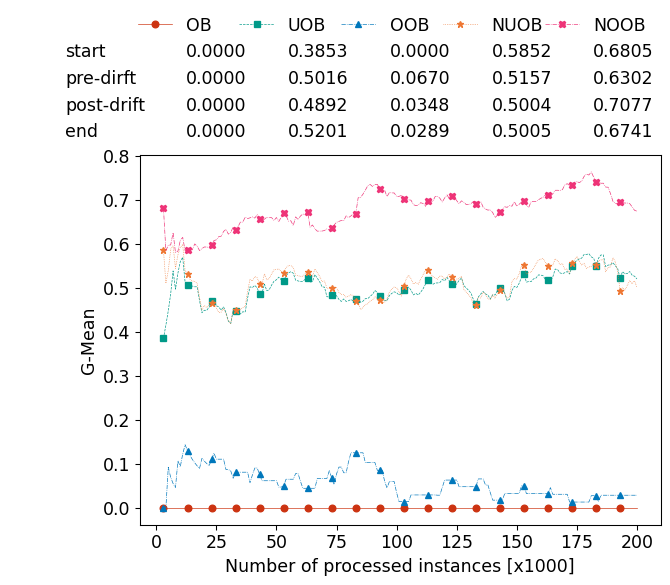 OB UOB OOB NUOB NOOB
start 0.0000 0.3853 0.0000 0.5852 0.6805
pre-dirft 0.0000 0.5016 0.0670 0.5157 0.6302
post-drift 0.0000 0.4892 0.0348 0.5004 0.7077
end 0.0000 0.5201 0.0289 0.5005 0.6741
0.8
0.7
0.6
0.5
0.4
0.3
0.2
0.1
0.0
G-Mean
0 25 50 75 100 125 150 175 200
Number of processed instances [x1000]